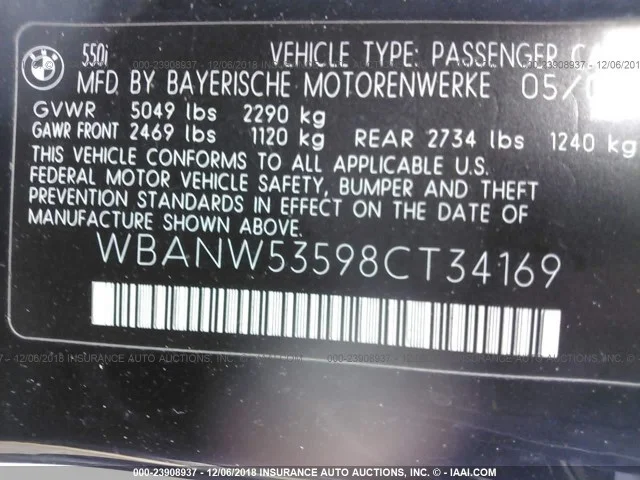 BMW
550i
VEHICLE TYPE: PASSENGER
MFD BY BAYERISCHE MOTORENWERKE 05/
GVWR 5049 lbs 2290 kg
GAWR FRONT 2469 lbs 1120 kg REAR 2734 lbs 1240 kg
THIS VEHICLE CONFORMS TO ALL APPLICABLE U.S.
FEDERAL MOTOR VEHICLE SAFETY, BUMPER AND THEFT
PREVENTION STANDARDS IN EFFECT ON THE DATE OF
MANUFACTURE SHOWN ABOVE.
WBANW53598CT34169
000-23908937 - 12/06/2018 INSURANCE AUTO AUCTIONS, INC. - © IAAI.COM